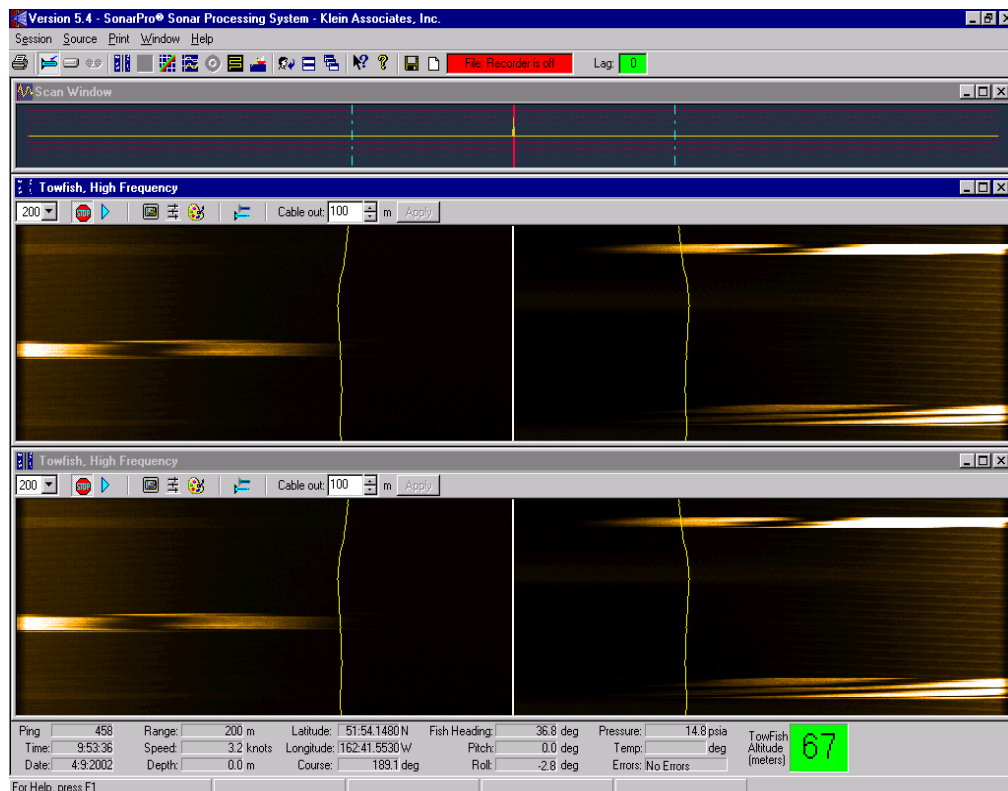 Version 5.4 - SonarPro® Sonar Processing System - Klein Associates, Inc.
Session Source Print Window Help
File: Recorder is off Lag: 0
Scan Window
Towfish, High Frequency
200 STOP Cable out: 100 m Apply
Towfish, High Frequency
200 STOP Cable out: 100 m Apply
Ping 458 Range: 200 m Latitude: 51:54.1480 N Fish Heading: 36.8 deg Pressure: 14.8 psia
Time: 9:53:36 Speed: 3.2 knots Longitude: 162:41.5530 W Pitch: 0.0 deg Temp: deg
Date: 4:9:2002 Depth: 0.0 m Course: 189.1 deg Roll: -2.8 deg Errors: No Errors
TowFish
Altitude
(meters)
67
For Help, press F1